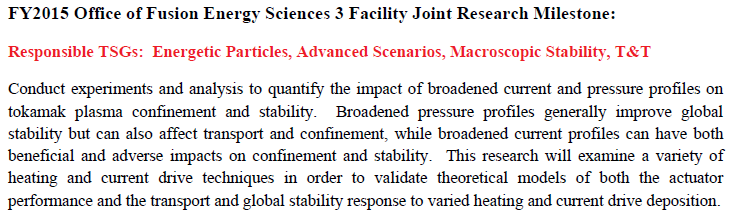 FY2015 Office of Fusion Energy Sciences 3 Facility Joint Research Milestone:
Responsible TSGs: Energetic Particles, Advanced Scenarios, Macroscopic Stability, T&T
Conduct experiments and analysis to quantify the impact of broadened current and pressure profiles on
tokamak plasma confinement and stability. Broadened pressure profiles generally improve global
stability but can also affect transport and confinement, while broadened current profiles can have both
beneficial and adverse impacts on confinement and stability. This research will examine a variety of
heating and current drive techniques in order to validate theoretical models of both the actuator
performance and the transport and global stability response to varied heating and current drive deposition.